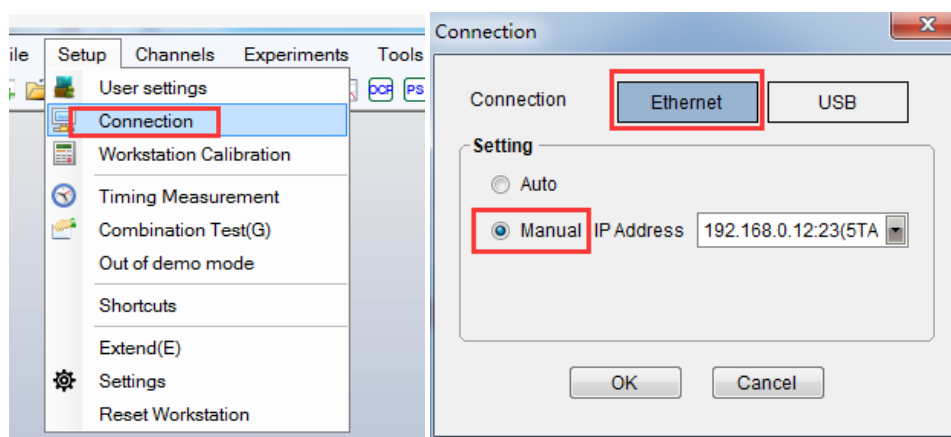 ile Setup Channels Experiments Tools
OCP PS
User settings
Connection
Workstation Calibration
Timing Measurement
Combination Test(G)
Out of demo mode
Shortcuts
Extend(E)
Settings
Reset Workstation
Connection
Connection Ethernet USB
Setting
Auto
Manual IP Address 192.168.0.12:23(5TA
OK Cancel